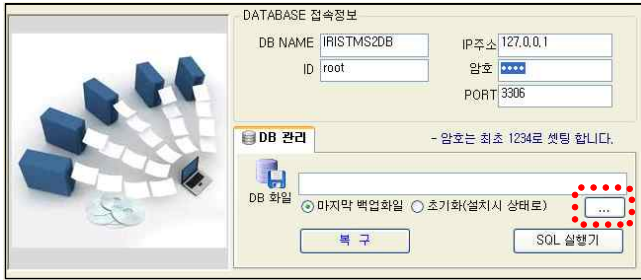 DATABASE 접속정보
DB NAME IRISTMS2DB IP주소 127,0,0,1
ID root 암호 ****
PORT 3306
DB 관리 - 암호는 최초 1234로 셋팅 합니다.
DB 화일
마지막 백업화일 초기화(설치시 상태로) ...
복 구 SQL 실행기